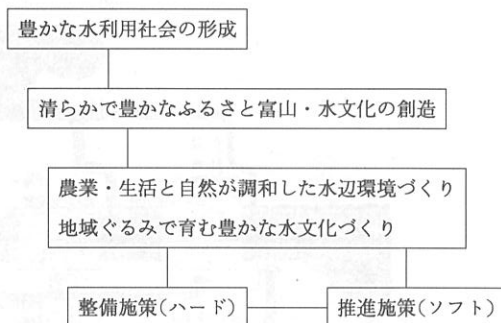 豊かな水利用社会の形成
清らかで豊かなふるさと富山・水文化の創造
農業・生活と自然が調和した水辺環境づくり
地域ぐるみで育む豊かな水文化づくり
整備施策(ハード)
推進施策(ソフト)